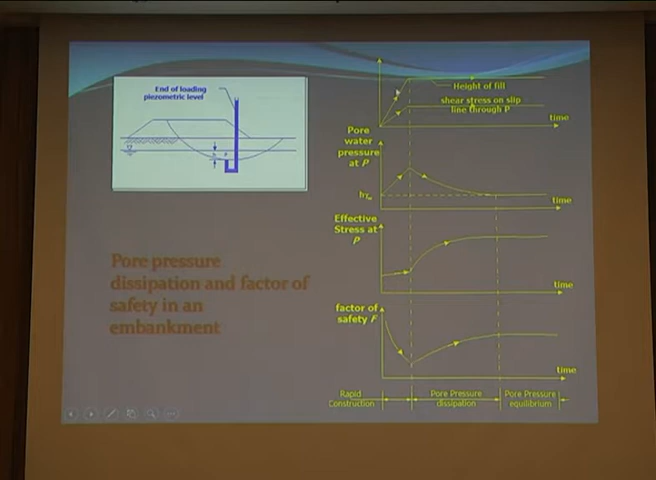 End of loading
piezometric level
P
Pore pressure
dissipation and factor of
safety in an
embankment
Height of fill
shear stress on slip
line through P
time
Pore
water
pressure
at P
hγw
time
Effective
Stress at
P
time
factor of
safety F
time
Rapid
Construction
Pore Pressure
dissipation
Pore Pressure
equilibrium